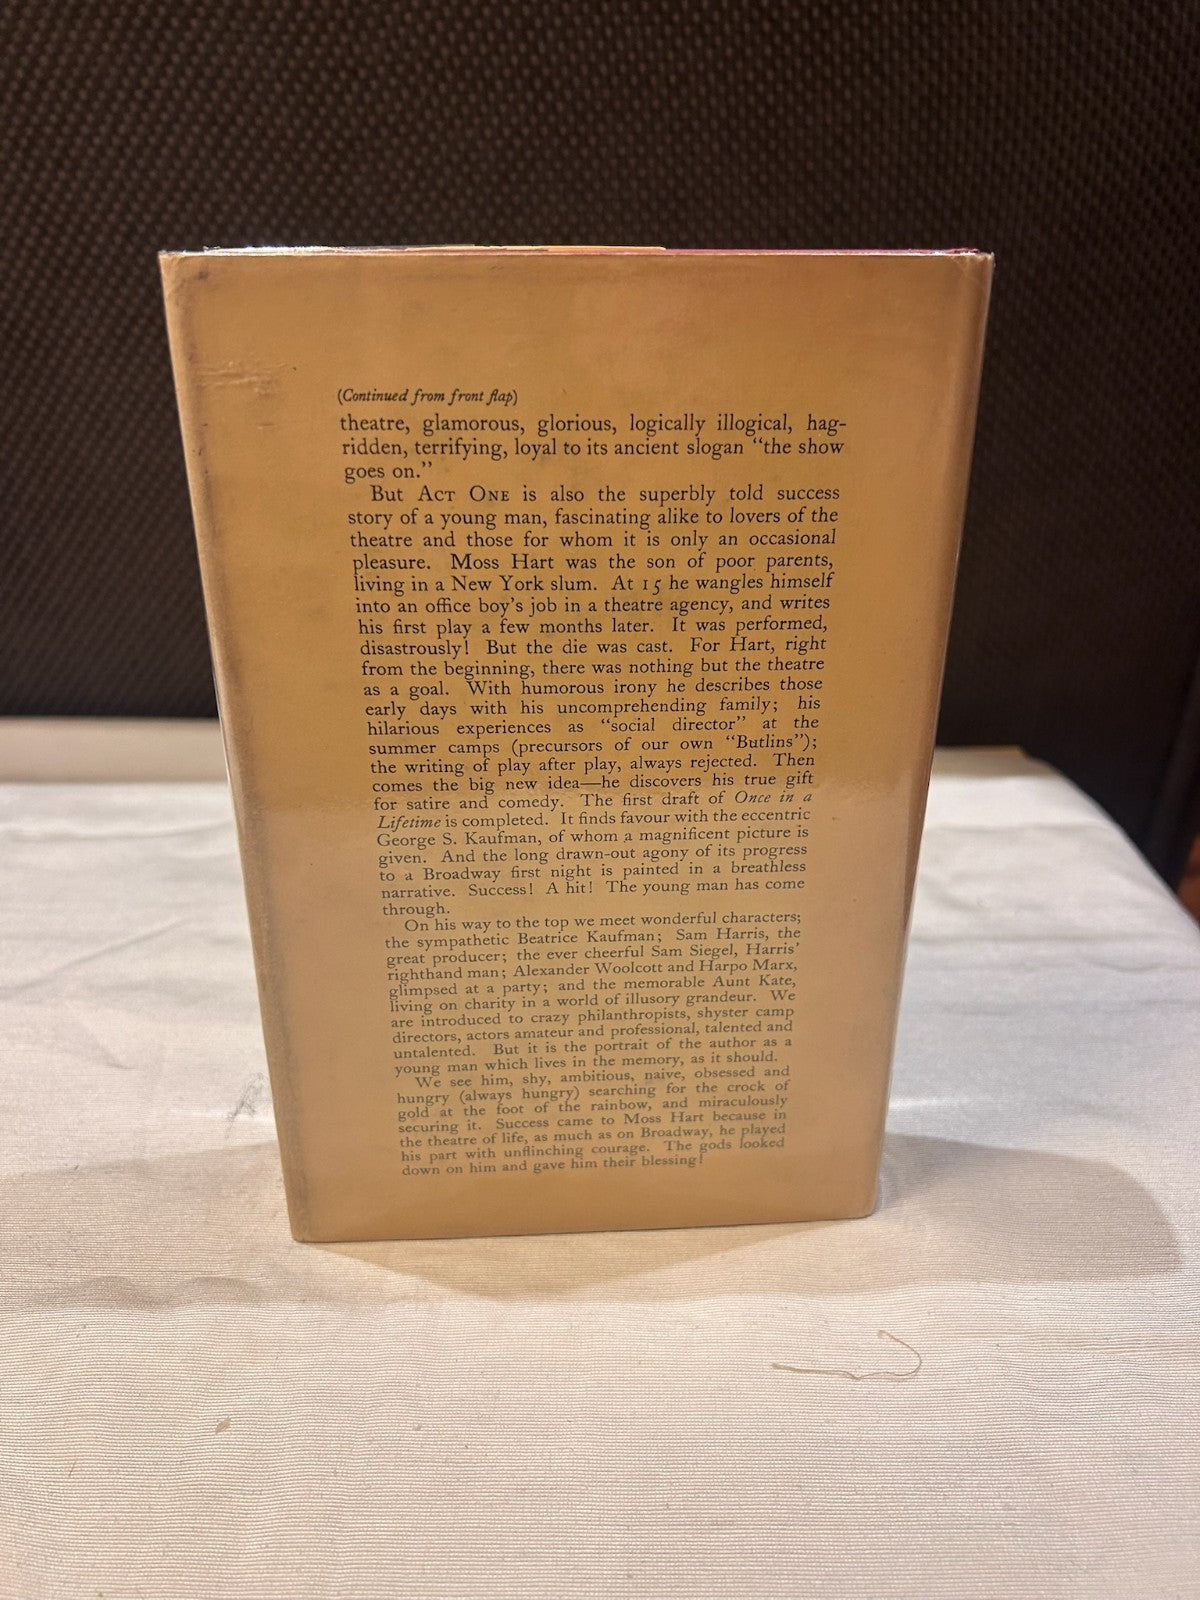 (Continued from front flap)
theatre, glamorous, glorious, logically illogical, hag-
ridden, terrifying, loyal to its ancient slogan “the show
goes on.”
But ACT ONE is also the superbly told success
story of a young man, fascinating alike to lovers of the
theatre and those for whom it is only an occasional
pleasure. Moss Hart was the son of poor parents,
living in a New York slum. At 15 he wangles himself
into an office boy’s job in a theatre agency, and writes
his first play a few months later. It was performed,
disastrously! But the die was cast. For Hart, right
from the beginning, there was nothing but the theatre
as a goal. With humorous irony he describes those
early days with his uncomprehending family; his
hilarious experiences as “social director” at the
summer camps (precursors of our own “Butlins”);
the writing of play after play, always rejected. Then
comes the big new idea—he discovers his true gift
for satire and comedy. The first draft of Once in a
Lifetime is completed. It finds favour with the eccentric
George S. Kaufman, of whom a magnificent picture is
given. And the long drawn-out agony of its progress
to a Broadway first night is painted in a breathless
narrative. Success! A hit! The young man has come
through.
On his way to the top we meet wonderful characters;
the sympathetic Beatrice Kaufman; Sam Harris, the
great producer; the ever cheerful Sam Siegel, Harris’
righthand man; Alexander Woolcott and Harpo Marx,
glimpsed at a party; and the memorable Aunt Kate,
living on charity in a world of illusory grandeur. We
are introduced to crazy philanthropists, shyster camp
directors, actors amateur and professional, talented and
untalented. But it is the portrait of the author as a
young man which lives in the memory, as it should.
We see him, shy, ambitious, naive, obsessed and
hungry (always hungry) searching for the crock of
gold at the foot of the rainbow, and miraculously
securing it. Success came to Moss Hart because in
the theatre of life, as much as on Broadway, he played
his part with unflinching courage. The gods looked
down on him and gave him their blessing!